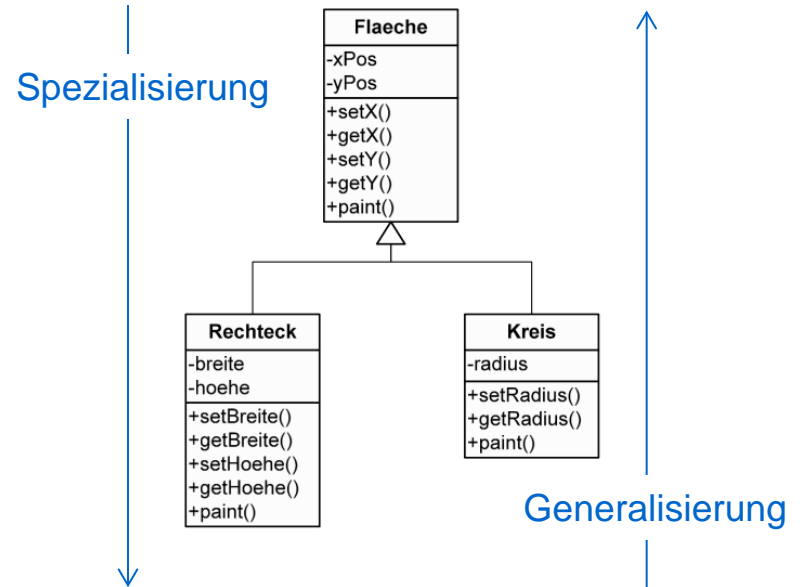 Flaeche
-xPos
-yPos
+setX()
+getX()
+setY()
+getY()
+paint()
Spezialisierung
Rechteck
-breite
-hoehe
+setBreite()
+getBreite()
+setHoehe()
+getHoehe()
+paint()
Kreis
-radius
+setRadius()
+getRadius()
+paint()
Generalisierung